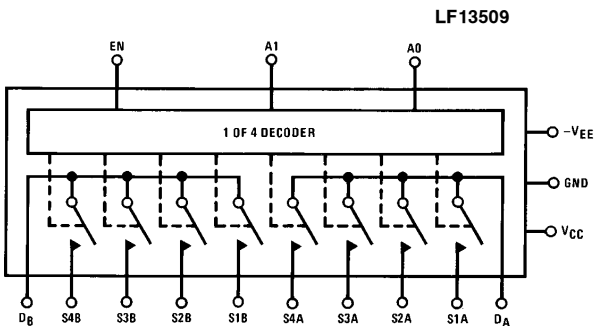 LF13509
EN A1 A0
1 OF 4 DECODER
-VEE
GND
VCC
DB S4B S3B S2B S1B S4A S3A S2A S1A DA